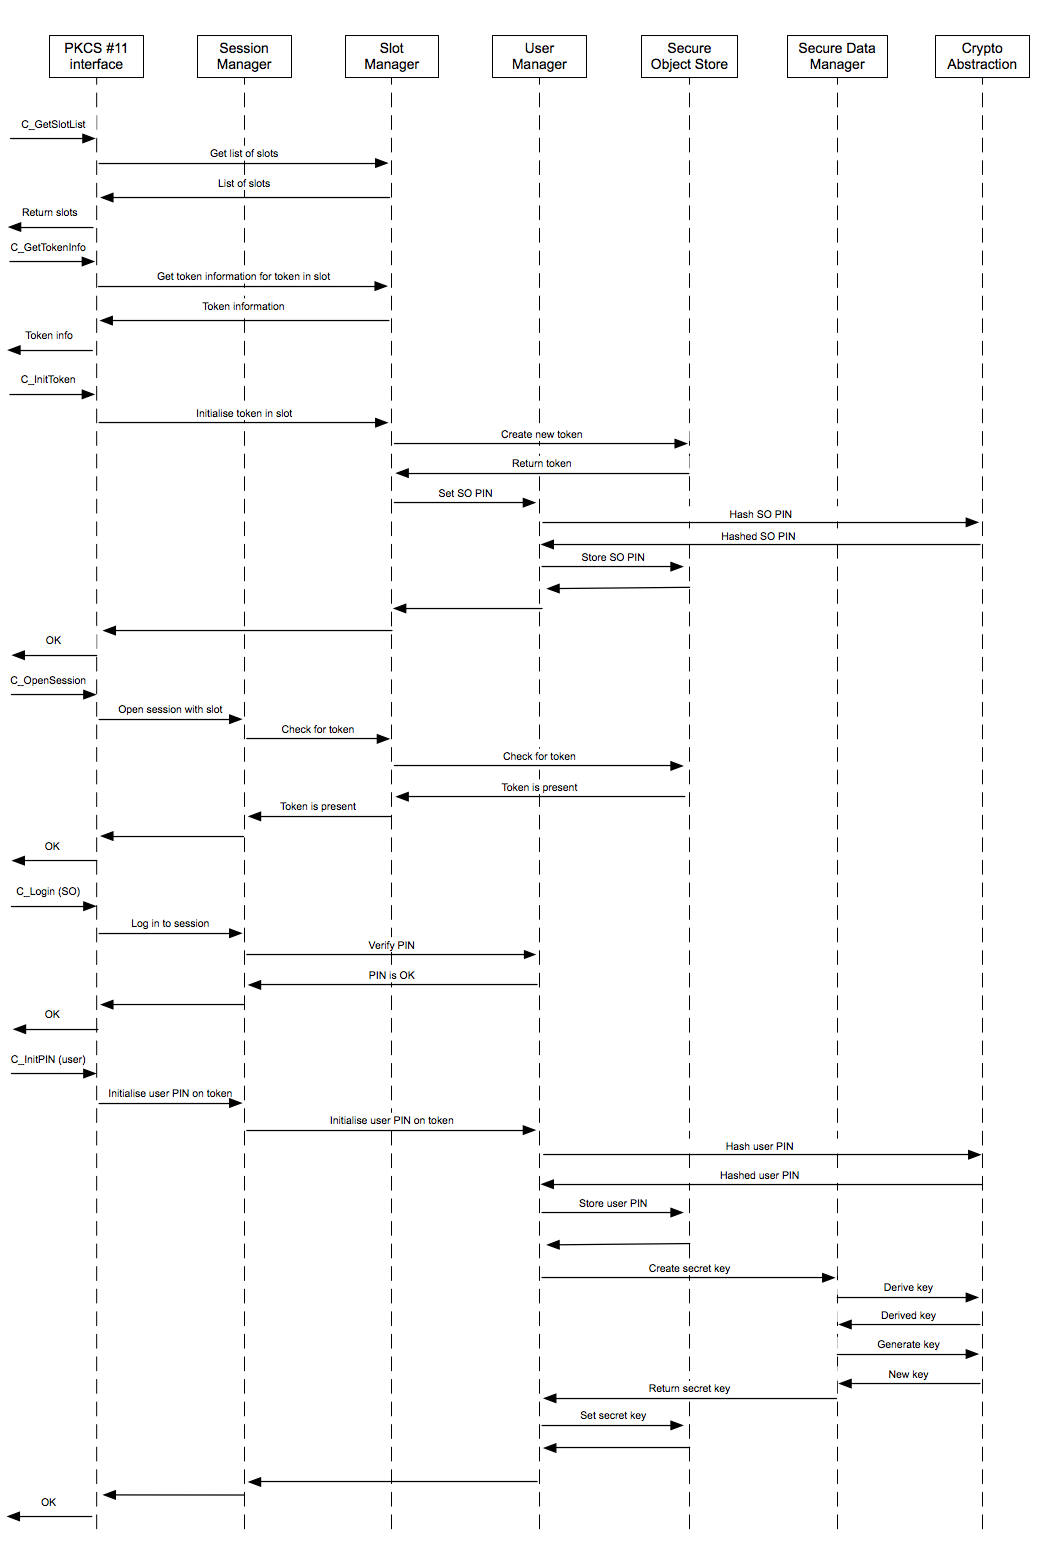 PKCS #11
interface
Session
Manager
Slot
Manager
User
Manager
Secure
Object Store
Secure Data
Manager
Crypto
Abstraction
C_GetSlotList
Get list of slots
List of slots
Return slots
C_GetTokenInfo
Get token information for token in slot
Token information
Token info
C_InitToken
Initialise token in slot
Create new token
Return token
Set SO PIN
Hash SO PIN
Hashed SO PIN
Store SO PIN
OK
C_OpenSession
Open session with slot
Check for token
Check for token
Token is present
Token is present
OK
C_Login (SO)
Log in to session
Verify PIN
PIN is OK
OK
C_InitPIN (user)
Initialise user PIN on token
Initialise user PIN on token
Hash user PIN
Hashed user PIN
Store user PIN
Create secret key
Derive key
Derived key
Generate key
New key
Return secret key
Set secret key
OK